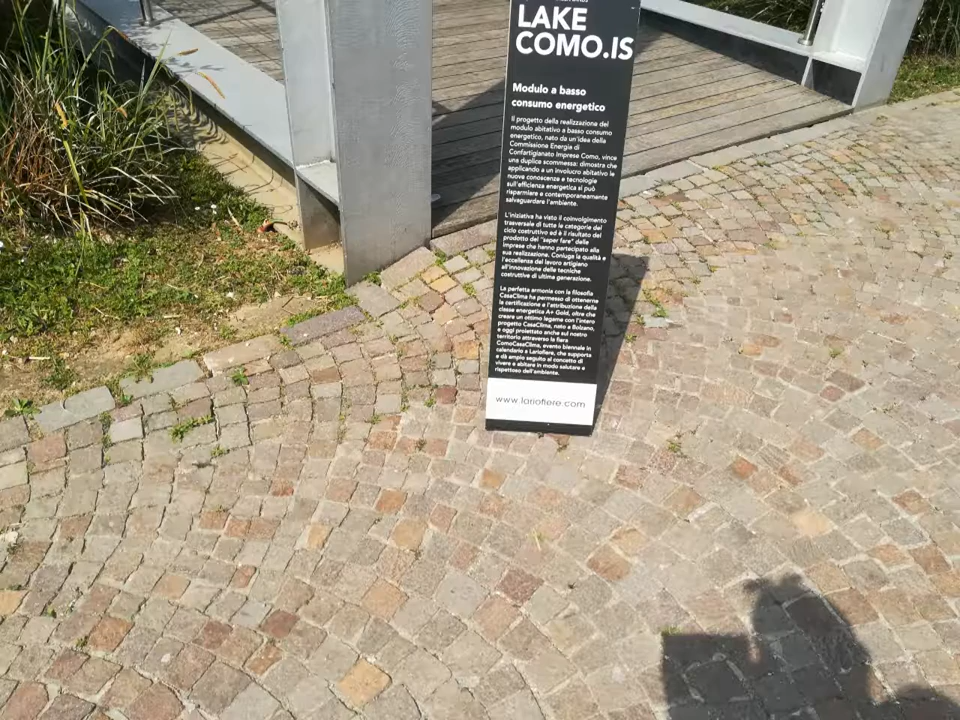 LAKE
COMO.IS
Modulo a basso
consumo energetico
Il progetto della realizzazione del
modulo abitativo a basso consumo
energetico, nato da un'idea della
Commissione Energia di
Confartigianato Imprese Como, vince
una duplice scommessa: dimostra che
applicando a un involucro abitativo le
nuove conoscenze e tecnologie
sull'efficienza energetica si può
risparmiare e contemporaneamente
salvaguardare l'ambiente.
L'iniziativa ha visto il coinvolgimento
trasversale di tutte le categorie del
ciclo costruttivo ed è il risultato del
prodotto del "saper fare" delle
imprese che hanno partecipato alla
sua realizzazione. Coniuga la qualità e
l'eccellenza del lavoro artigiano
all'innovazione delle tecniche
costruttive di ultima generazione.
La perfetta armonia con la filosofia
CasaClima ha permesso di ottenerne
la certificazione e l'attribuzione della
classe energetica A+ Gold, oltre che
creare un ottimo legame con l'intero
progetto CasaClima, nato a Bolzano,
e oggi proiettato anche sul nostro
territorio attraverso la fiera
ComoCasaClima, evento biennale in
calendario a Lariofiere, che supporta
e dà ampio seguito al concetto di
vivere e abitare in modo salutare e
rispettoso dell'ambiente.
www.lariofiere.com